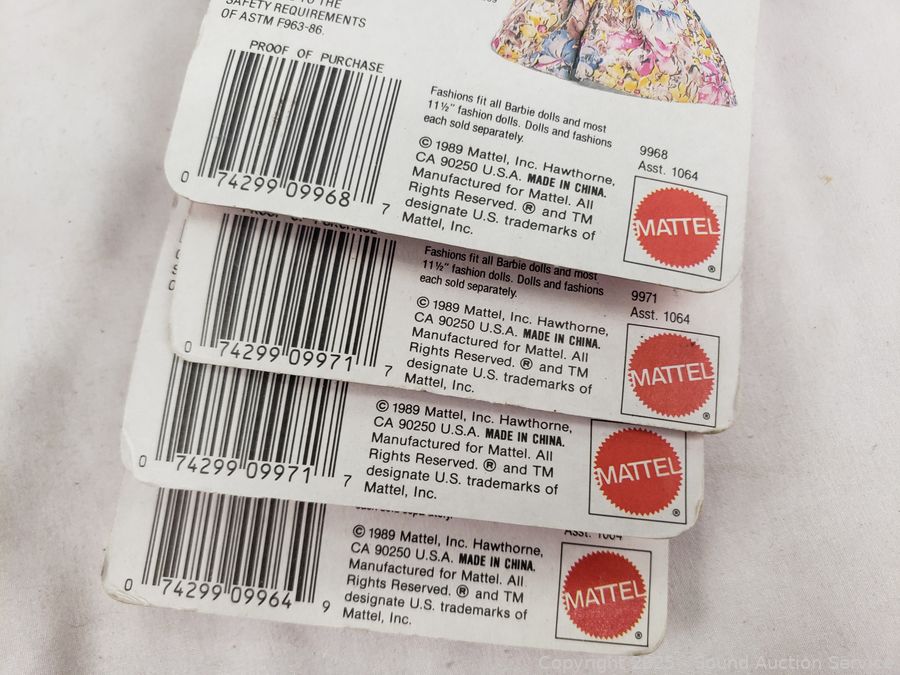 SAFETY REQUIREMENTS
OF ASTM F963-86.
PROOF OF PURCHASE
0 74299 09968 7
Fashions fit all Barbie dolls and most
11½" fashion dolls. Dolls and fashions
each sold separately.
© 1989 Mattel, Inc. Hawthorne,
CA 90250 U.S.A. MADE IN CHINA.
Manufactured for Mattel. All
Rights Reserved. ® and TM
designate U.S. trademarks of
Mattel, Inc.
9968
Asst. 1064
MATTEL
®
PROOF OF PURCHASE
0 74299 09971 7
Fashions fit all Barbie dolls and most
11½" fashion dolls. Dolls and fashions
each sold separately.
© 1989 Mattel, Inc. Hawthorne,
CA 90250 U.S.A. MADE IN CHINA.
Manufactured for Mattel. All
Rights Reserved. ® and TM
designate U.S. trademarks of
Mattel, Inc.
9971
Asst. 1064
MATTEL
®
0 74299 09971 7
© 1989 Mattel, Inc. Hawthorne,
CA 90250 U.S.A. MADE IN CHINA.
Manufactured for Mattel. All
Rights Reserved. ® and TM
designate U.S. trademarks of
Mattel, Inc.
MATTEL
®
0 74299 09964 9
each sold separately.
© 1989 Mattel, Inc. Hawthorne,
CA 90250 U.S.A. MADE IN CHINA.
Manufactured for Mattel. All
Rights Reserved. ® and TM
designate U.S. trademarks of
Mattel, Inc.
Asst. 1064
MATTEL
®
Copyright 2025 - Sound Auction Service